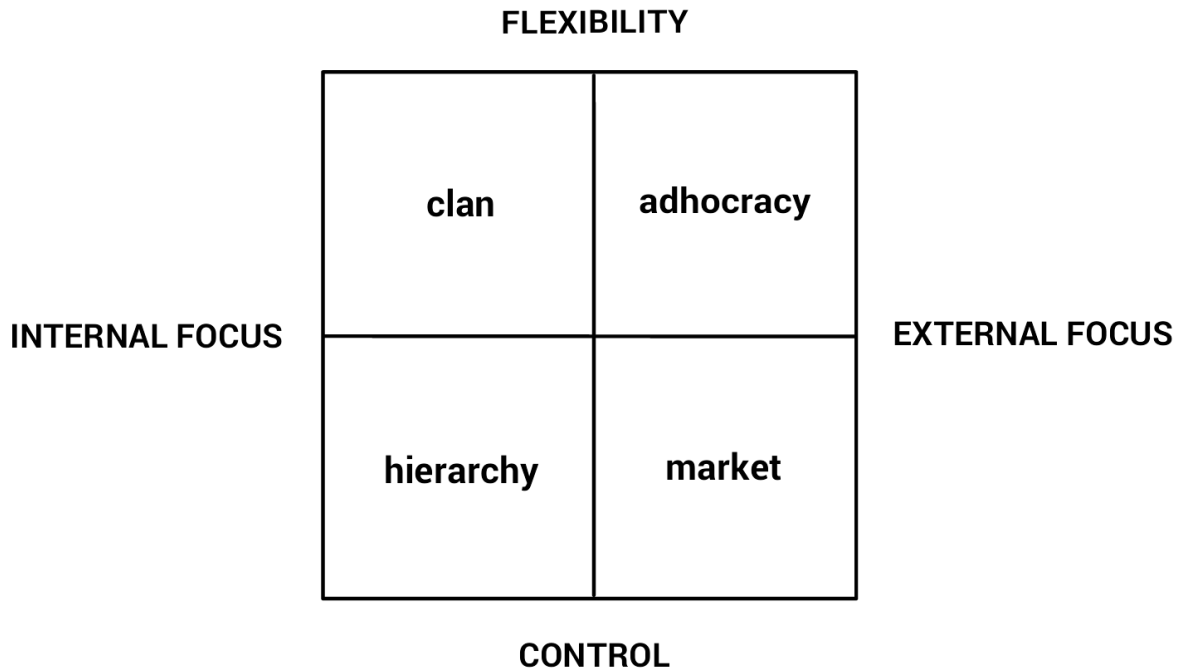 FLEXIBILITY
clan
adhocracy
INTERNAL FOCUS
EXTERNAL FOCUS
hierarchy
market
CONTROL